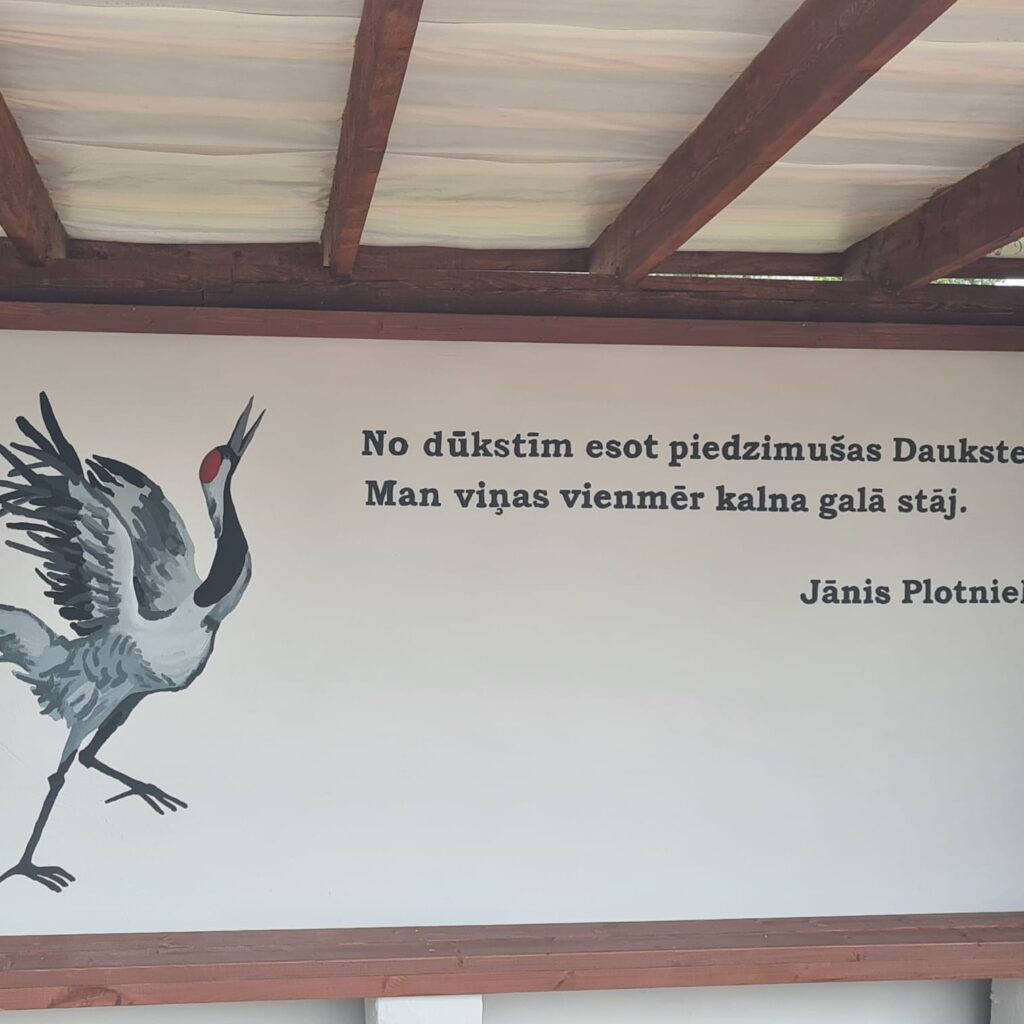 No dūkstīm esot piedzimušas Daukste
Man viņas vienmēr kalna galā stāj.
Jānis Plotniek